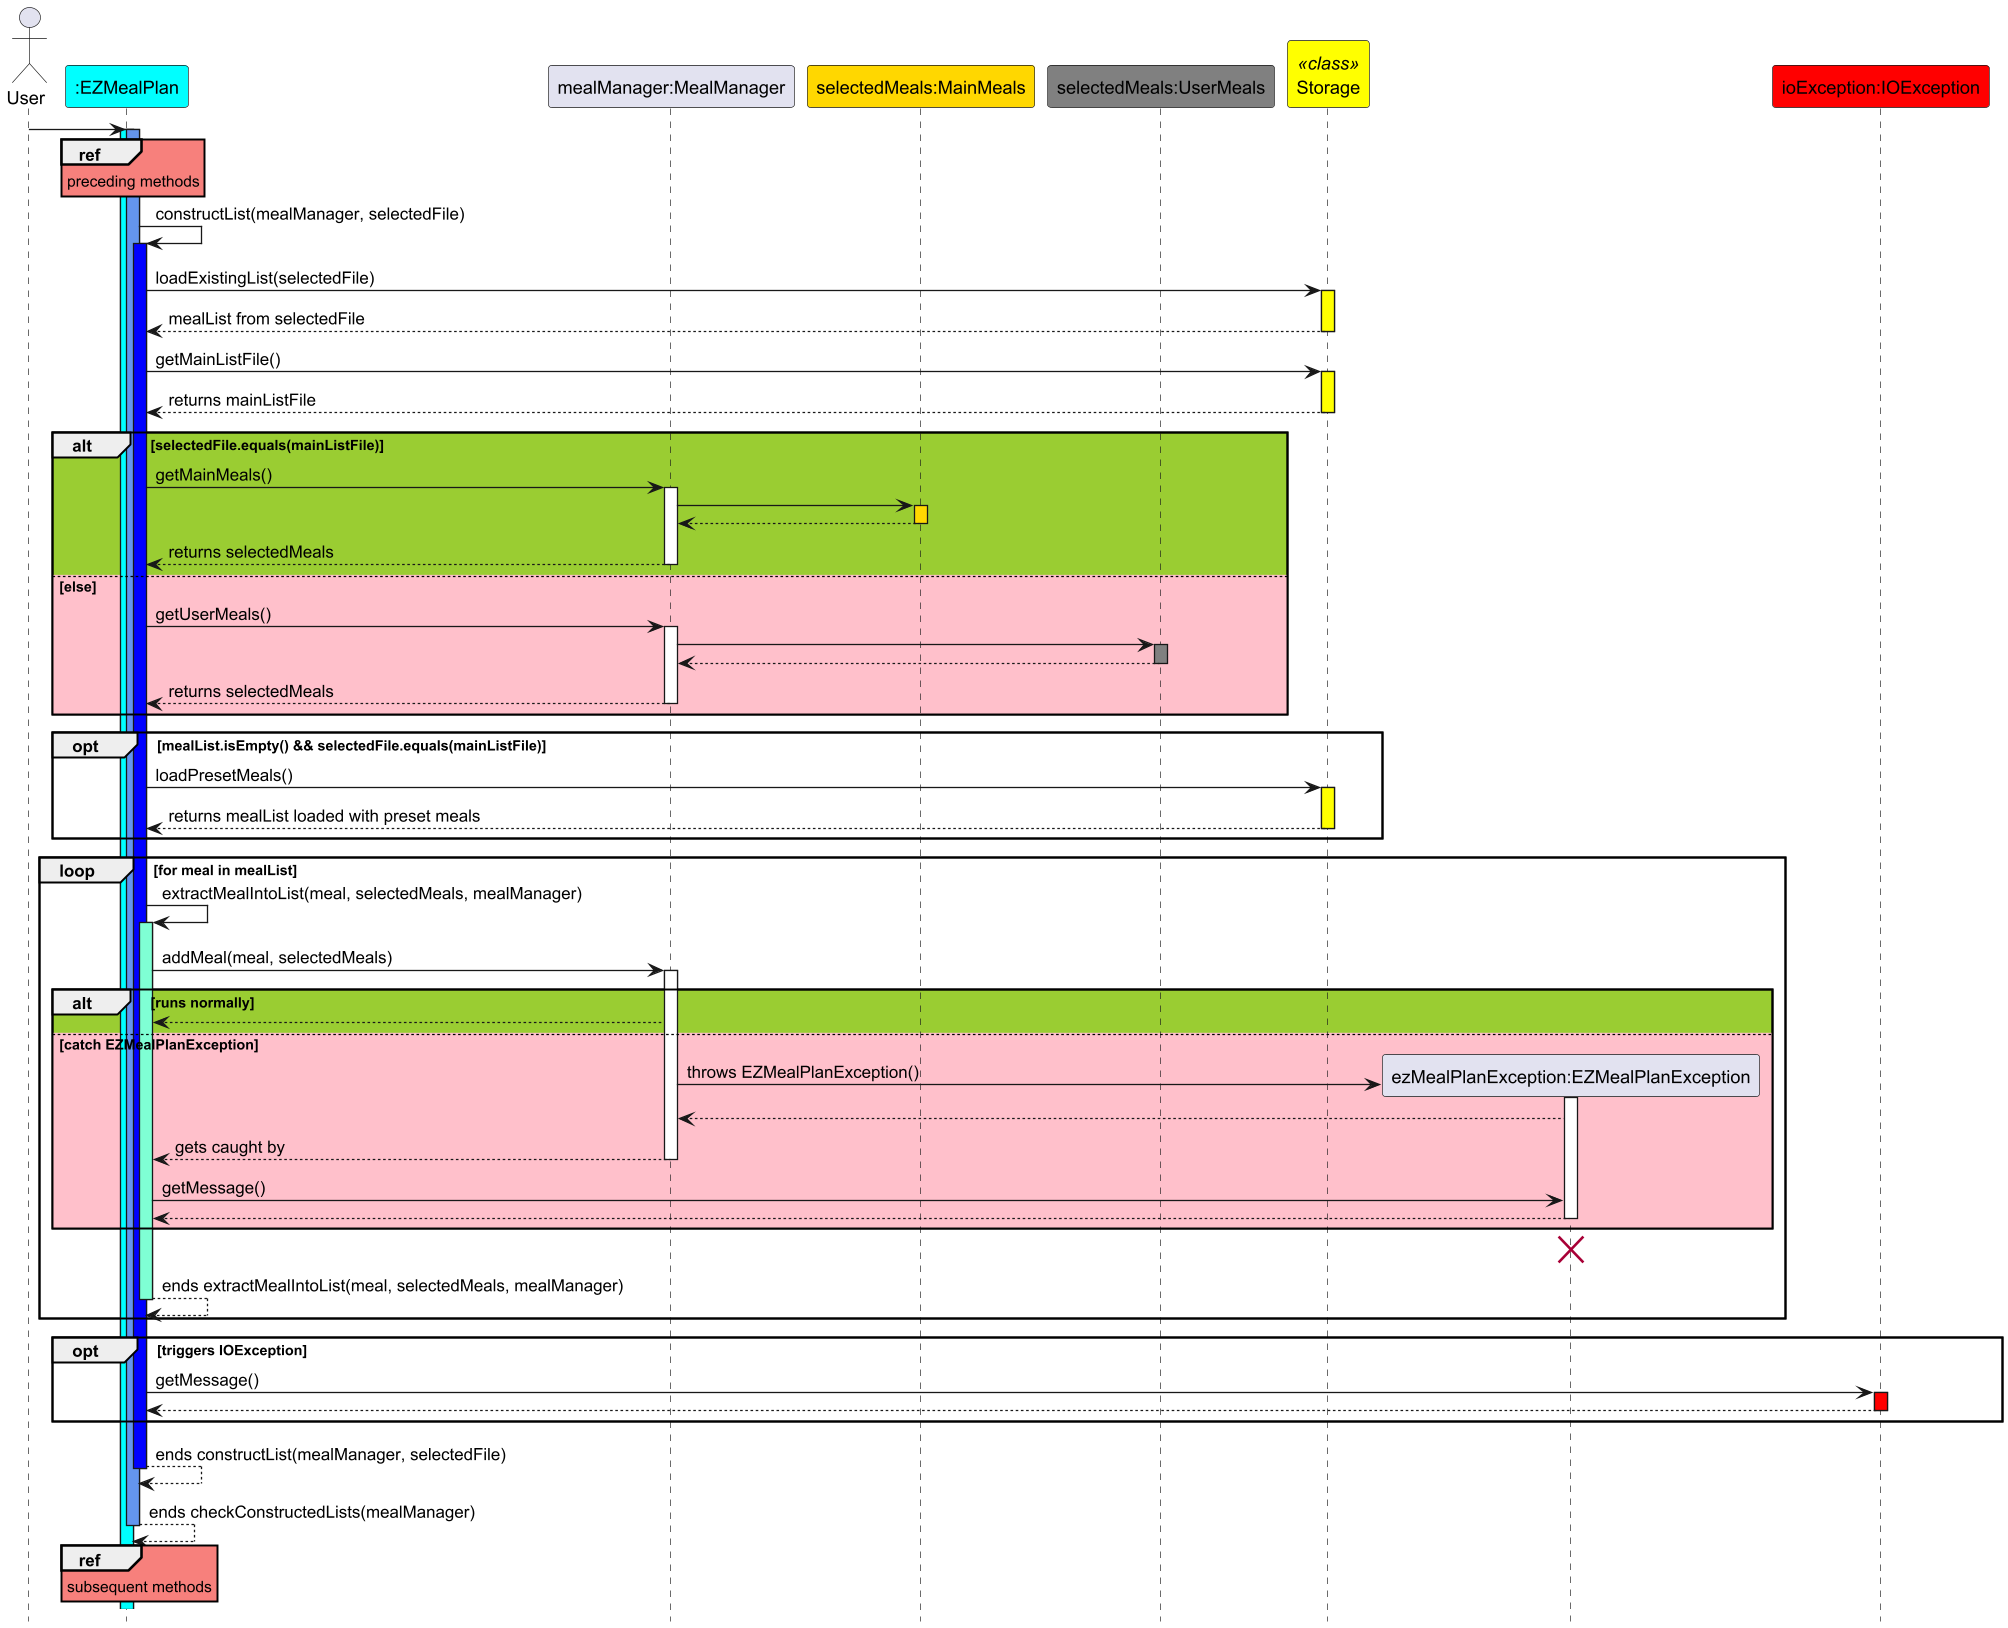 User
:EZMealPlan
mealManager:MealManager
selectedMeals:MainMeals
selectedMeals:UserMeals
«class»
Storage
ioException:IOException
ref
preceding methods
constructList(mealManager, selectedFile)
loadExistingList(selectedFile)
mealList from selectedFile
getMainListFile()
returns mainListFile
alt
[selectedFile.equals(mainListFile)]
getMainMeals()
returns selectedMeals
[else]
getUserMeals()
returns selectedMeals
opt
[mealList.isEmpty() && selectedFile.equals(mainListFile)]
loadPresetMeals()
returns mealList loaded with preset meals
loop
[for meal in mealList]
extractMealIntoList(meal, selectedMeals, mealManager)
addMeal(meal, selectedMeals)
alt
[runs normally]
[catch EZMealPlanException]
throws EZMealPlanException()
ezMealPlanException:EZMealPlanException
gets caught by
getMessage()
ends extractMealIntoList(meal, selectedMeals, mealManager)
opt
[triggers IOException]
getMessage()
ends constructList(mealManager, selectedFile)
ends checkConstructedLists(mealManager)
ref
subsequent methods